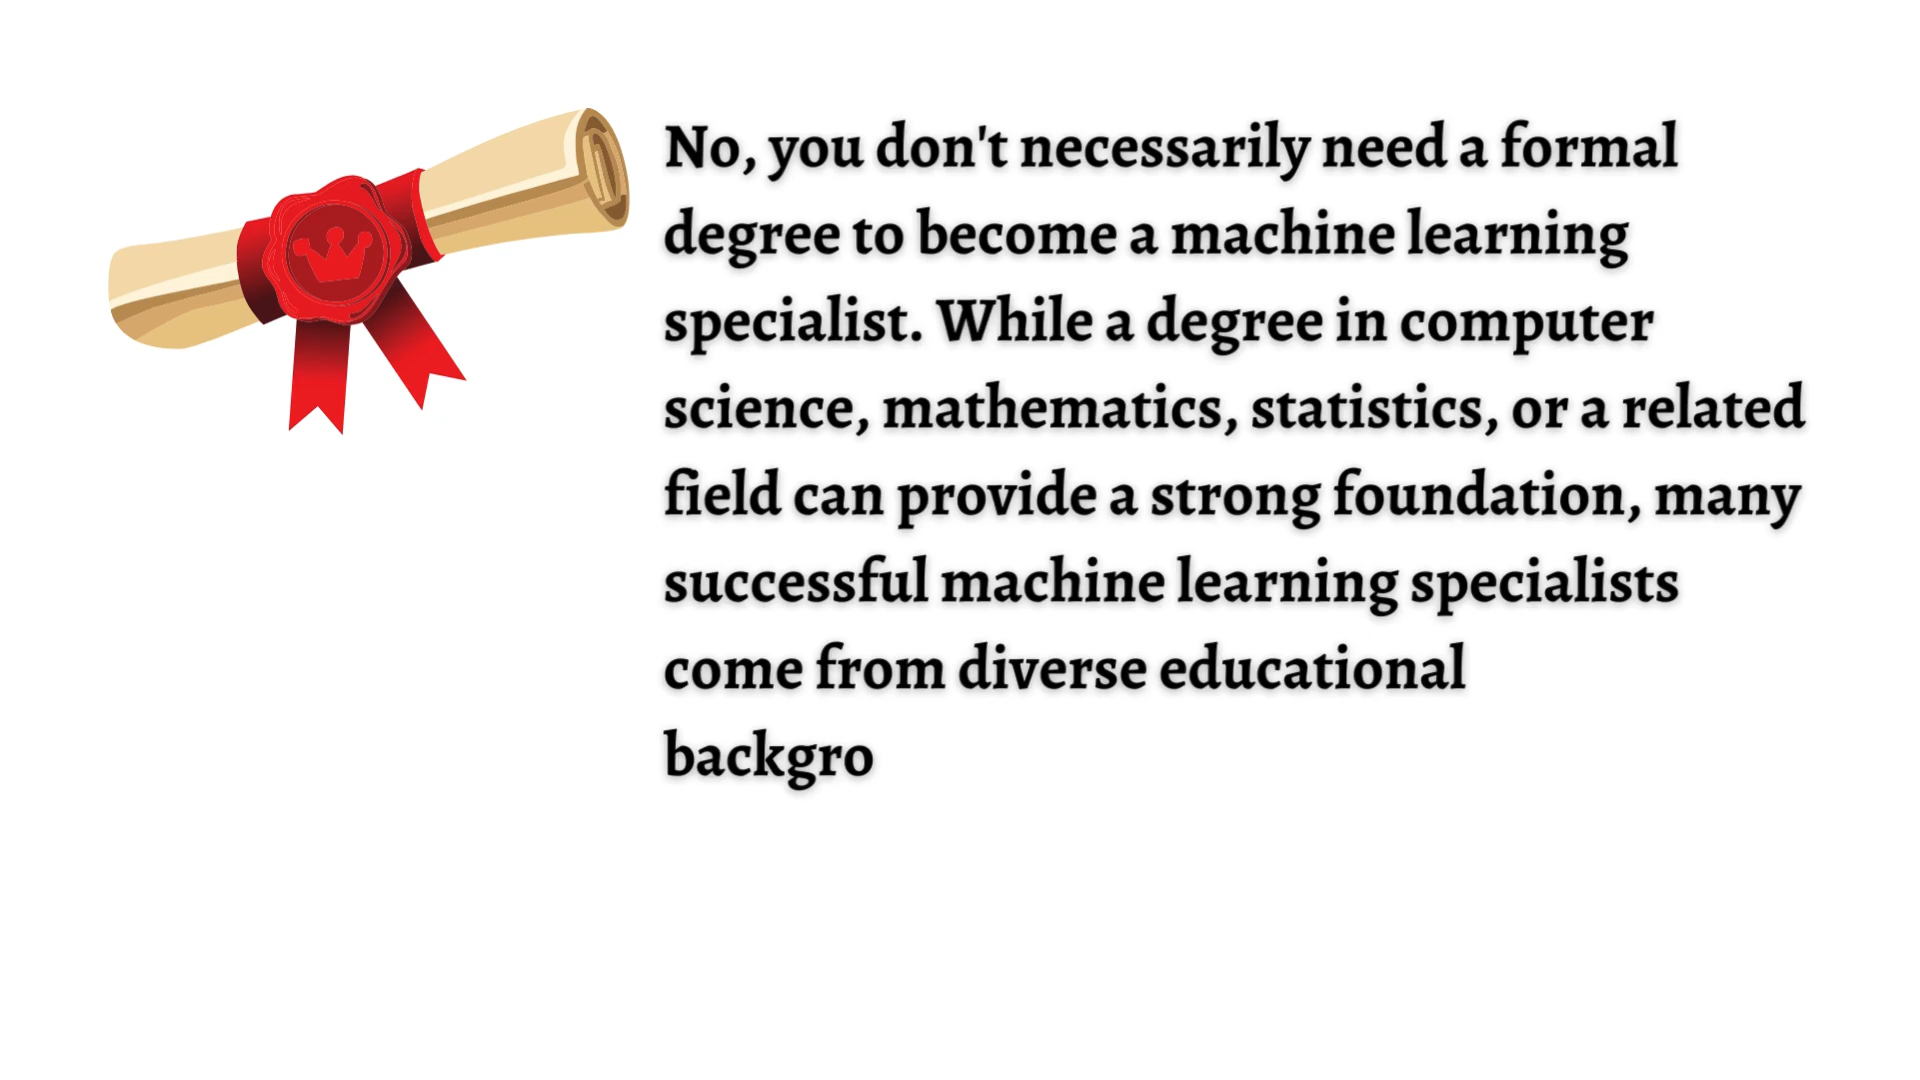 No, you don't necessarily need a formal
degree to become a machine learning
specialist. While a degree in computer
science, mathematics, statistics, or a related
field can provide a strong foundation, many
successful machine learning specialists
come from diverse educational
backgro